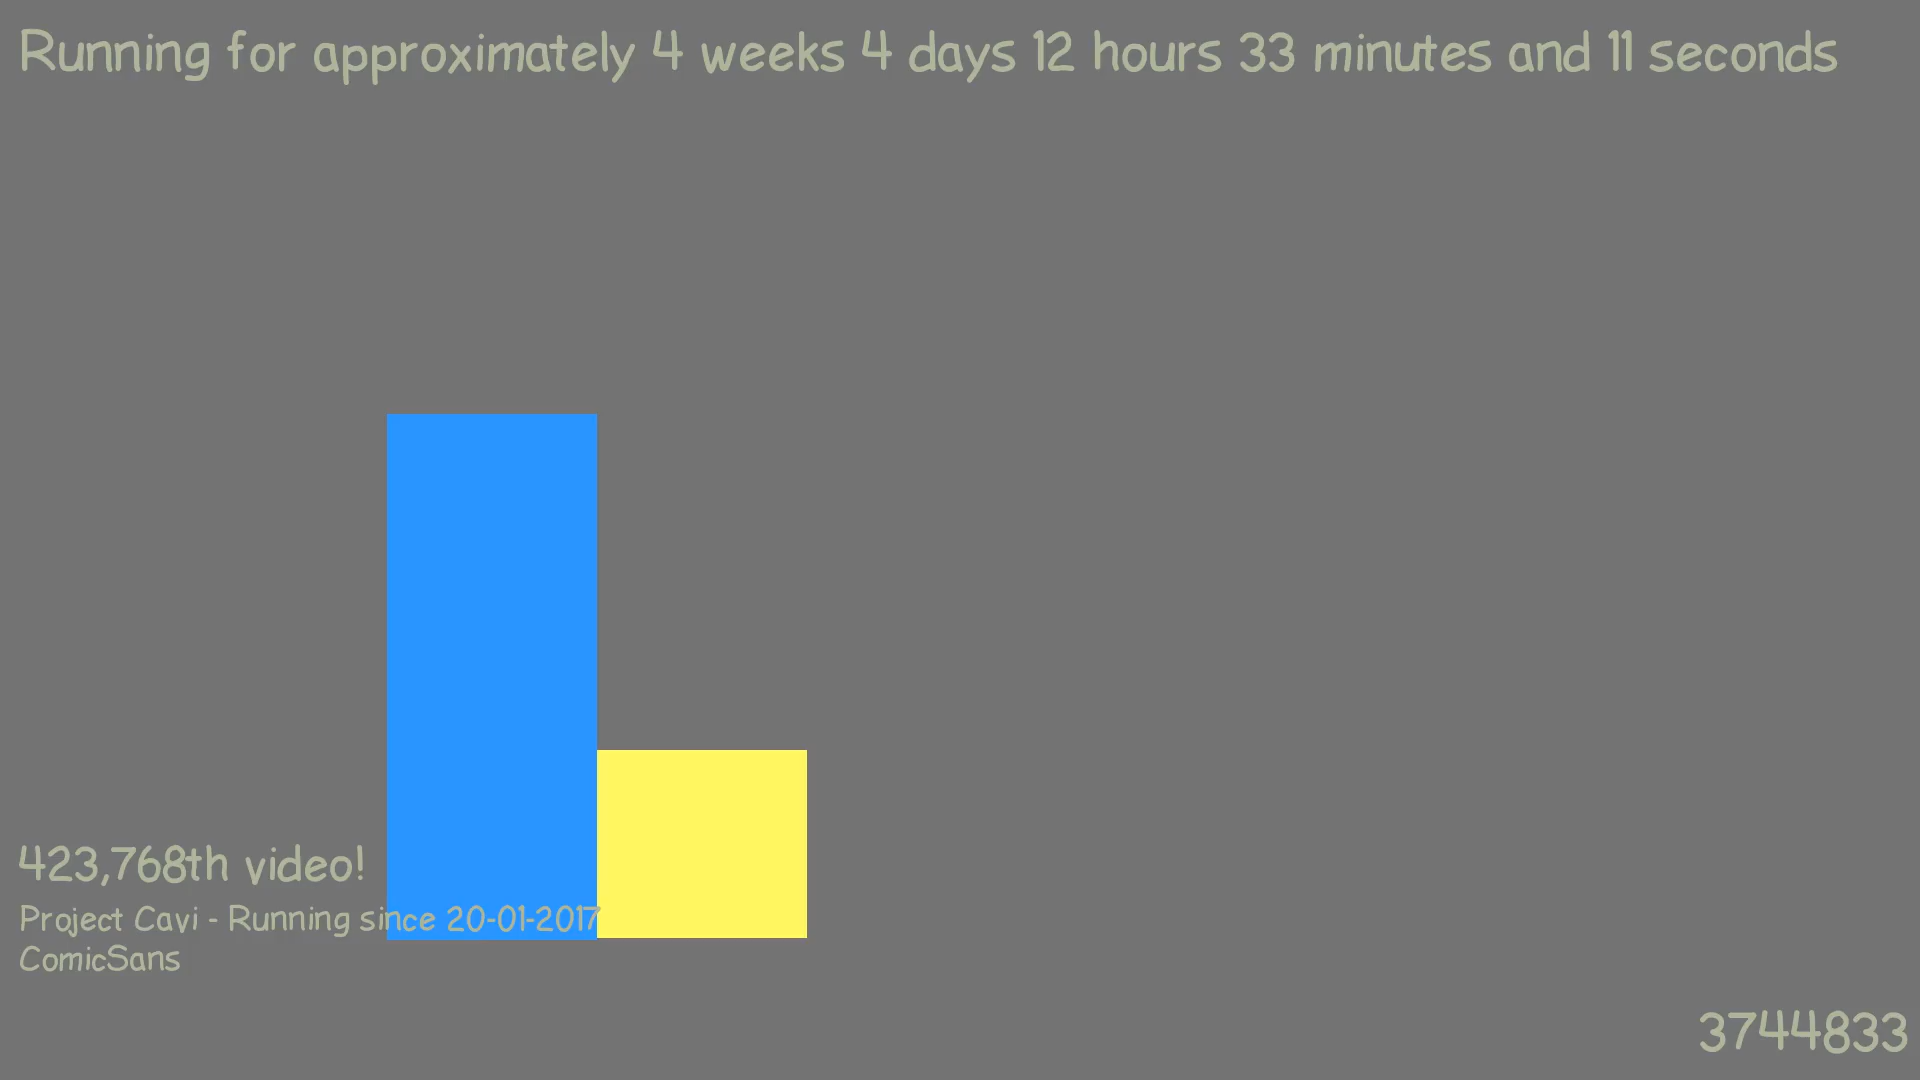 Running for approximately 4 weeks 4 days 12 hours 33 minutes and 11 seconds
423,768th video!
Project Cavi - Running since 20-01-2017
ComicSans
3744833